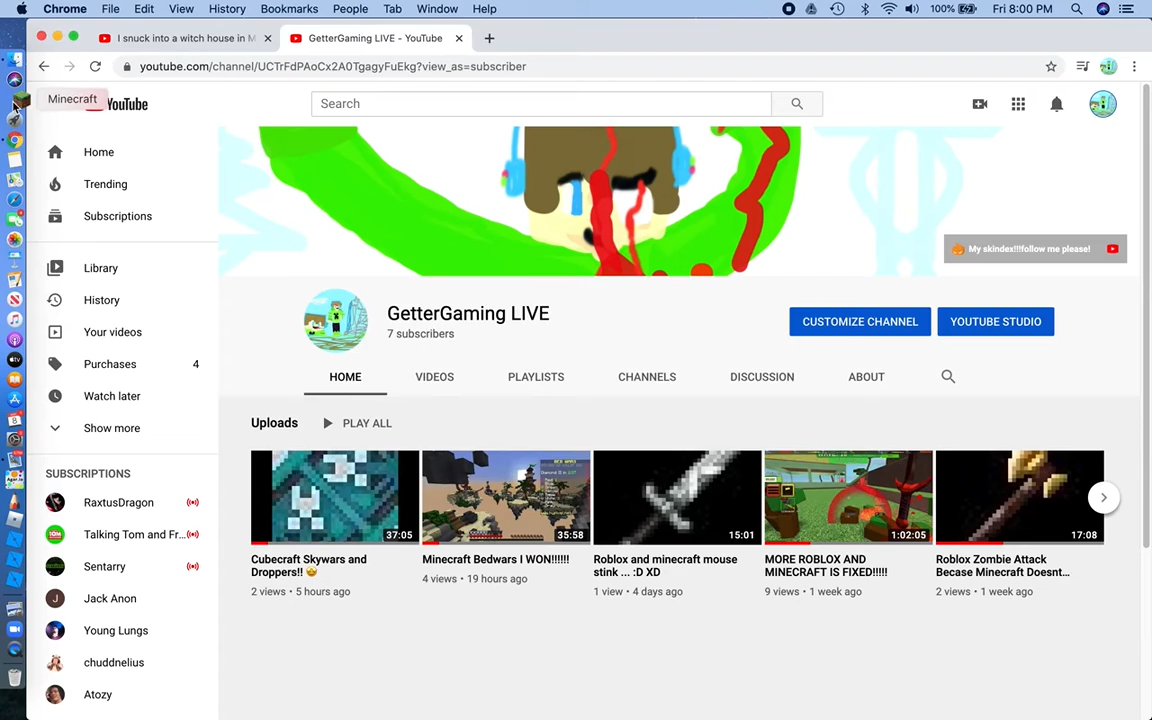 Chrome File Edit View History Bookmarks People Tab Window Help 100% Fri 8:00 PM
I snuck into a witch house in M
GetterGaming LIVE - YouTube
youtube.com/channel/UCTrFdPAoCx2A0TgagyFuEkg?view_as=subscriber
Minecraft
YouTube
Search
Home
Trending
Subscriptions
Library
History
Your videos
Purchases 4
Watch later
Show more
SUBSCRIPTIONS
RaxtusDragon
Talking Tom and Fr...
Sentarry
Jack Anon
Young Lungs
chuddnelius
Atozy
My skindex!!!follow me please!
GetterGaming LIVE
7 subscribers
CUSTOMIZE CHANNEL
YOUTUBE STUDIO
HOME VIDEOS PLAYLISTS CHANNELS DISCUSSION ABOUT
Uploads PLAY ALL
37:05
35:58
15:01
1:02:05
17:08
Cubecraft Skywars and
Droppers!! 🤩
2 views • 5 hours ago
Minecraft Bedwars I WON!!!!!!
4 views • 19 hours ago
Roblox and minecraft mouse
stink ... :D XD
1 view • 4 days ago
MORE ROBLOX AND
MINECRAFT IS FIXED!!!!!
9 views • 1 week ago
Roblox Zombie Attack
Becase Minecraft Doesnt...
2 views • 1 week ago